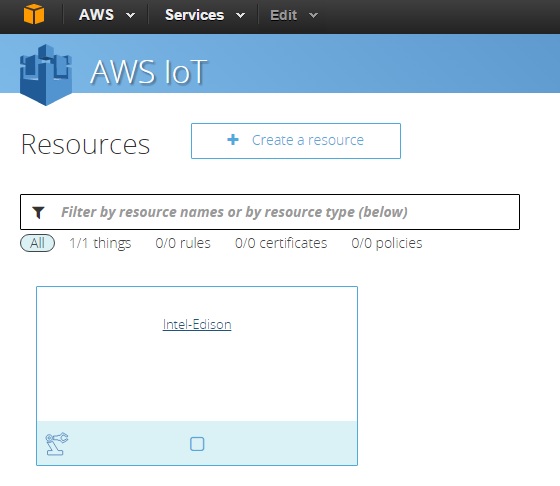 AWS Services Edit
AWS IoT
Resources
Create a resource
Filter by resource names or by resource type (below)
All 1/1 things 0/0 rules 0/0 certificates 0/0 policies
Intel-Edison